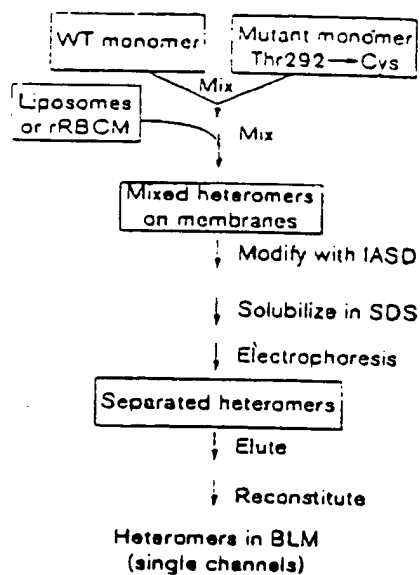 WT monomer
Mutant monomer
Thr292 → Cys
Mix
Liposomes
or rRBCM
Mix
Mixed heteromers
on membranes
Modify with IASD
Solubilize in SDS
Electrophoresis
Separated heteromers
Elute
Reconstitute
Heteromers in BLM
(single channels)